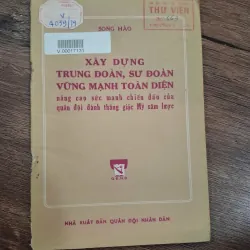 THƯ VIỆN
V-D0017133
SONG HÀO
XÂY DỰNG
TRUNG ĐOÀN, SƯ ĐOÀN
VỮNG MẠNH TOÀN DIỆN
nâng cao sức mạnh chiến đấu của
quân đội đánh thắng giặc Mỹ xâm lược
NHÀ XUẤT BẢN QUÂN ĐỘI NHÂN DÂN